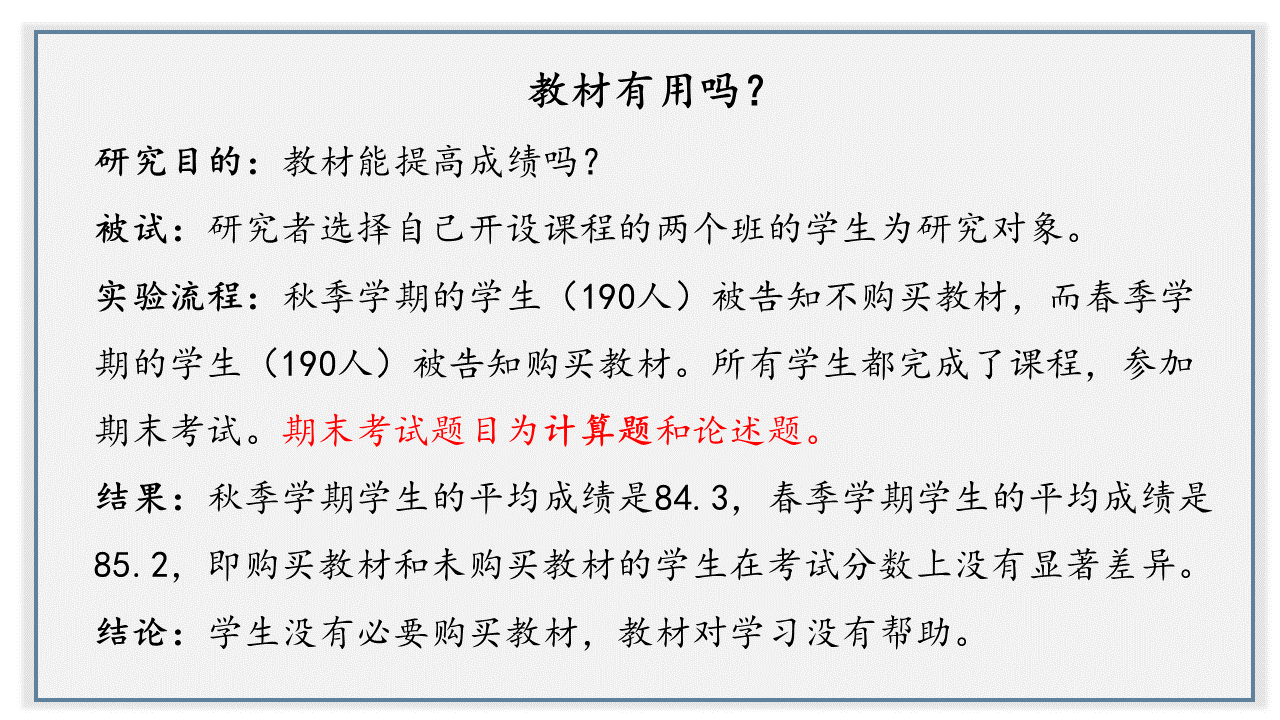 教材有用吗？
研究目的：教材能提高成绩吗？
被试：研究者选择自己开设课程的两个班的学生为研究对象。
实验流程：秋季学期的学生（190人）被告知不购买教材，而春季学
期的学生（190人）被告知购买教材。所有学生都完成了课程，参加
期末考试。期末考试题目为计算题和论述题。
结果：秋季学期学生的平均成绩是84.3，春季学期学生的平均成绩是
85.2，即购买教材和未购买教材的学生在考试分数上没有显著差异。
结论：学生没有必要购买教材，教材对学习没有帮助。